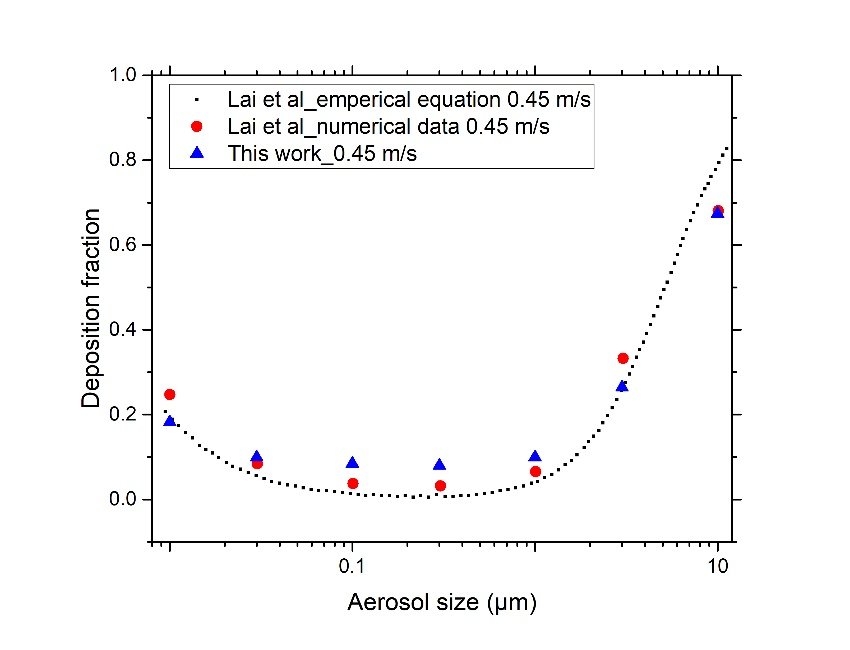 1.0
Lai et al_emperical equation 0.45 m/s
Lai et al_numerical data 0.45 m/s
This work_0.45 m/s
0.8
0.6
0.4
0.2
0.0
Deposition fraction
0.1
1
10
Aerosol size (µm)